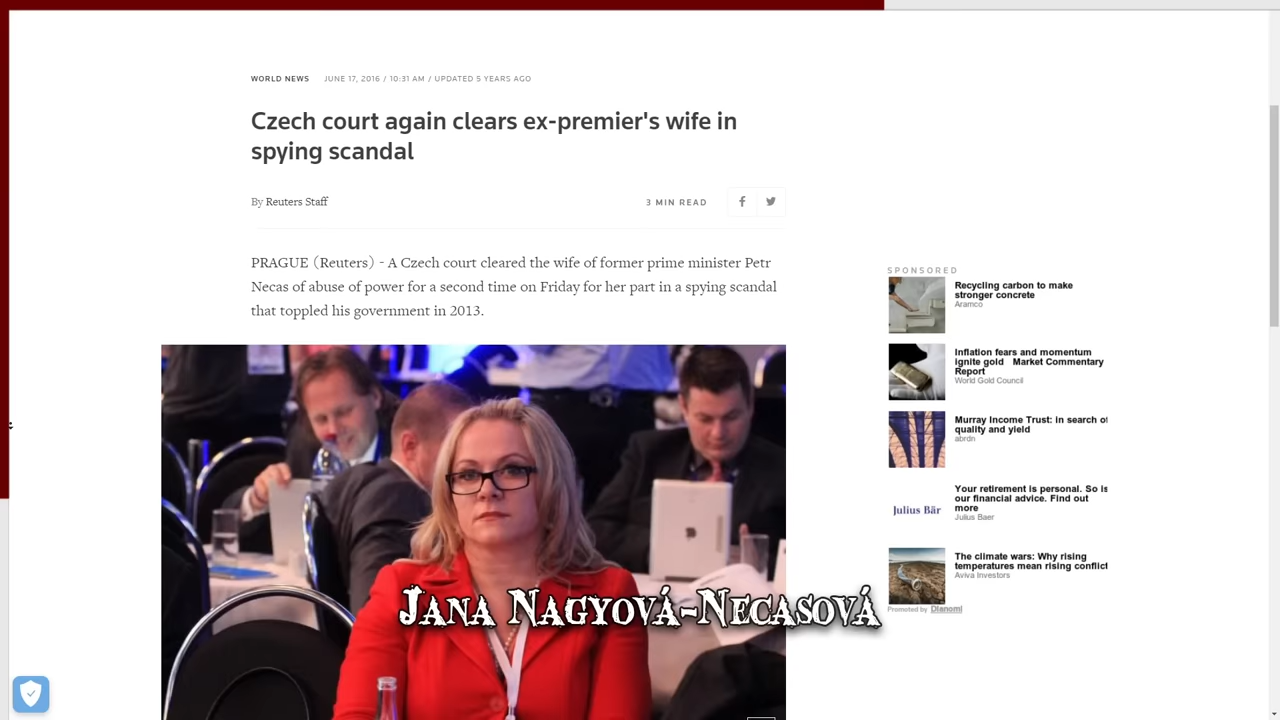 WORLD NEWS JUNE 17, 2016 / 10:31 AM / UPDATED 5 YEARS AGO
Czech court again clears ex-premier's wife in
spying scandal
By Reuters Staff
3 MIN READ
PRAGUE (Reuters) - A Czech court cleared the wife of former prime minister Petr
Necas of abuse of power for a second time on Friday for her part in a spying scandal
that toppled his government in 2013.
JANA NAGYOVÁ-NECASOVÁ
SPONSORED
Recycling carbon to make
stronger concrete
Aramco
Inflation fears and momentum
ignite gold Market Commentary
Report
World Gold Council
Murray Income Trust: in search of
quality and yield
abrdn
Julius Bär
Your retirement is personal. So is
our financial advice. Find out
more
Julius Baer
The climate wars: Why rising
temperatures mean rising conflict
Aviva Investors
Promoted by Dianomi